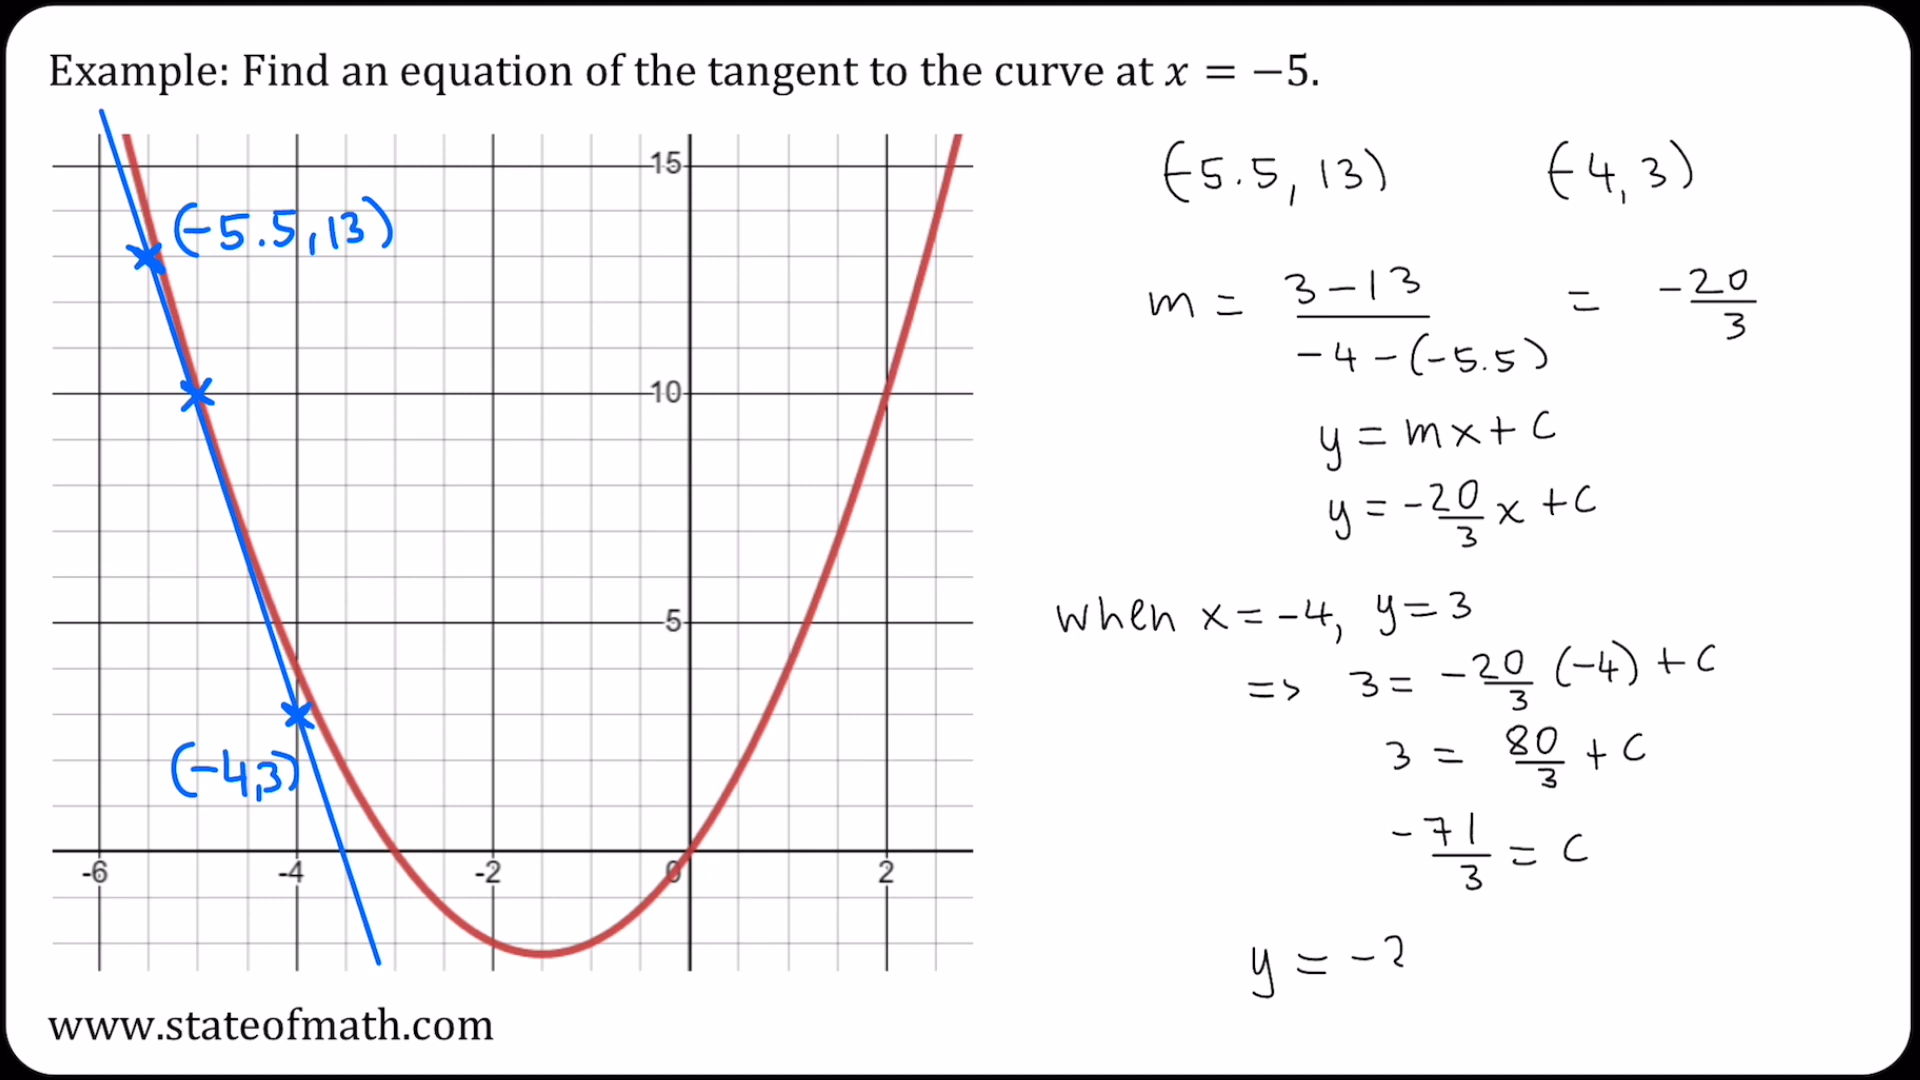 Example: Find an equation of the tangent to the curve at x = −5.
15
(-5.5, 13)
10
5
(-4,3)
-6 -4 -2 0 2
(-5.5, 13) (-4, 3)
m = 3-13 / -4-(-5.5) = -20/3
y = mx + c
y = -20/3 x + c
when x = -4, y = 3
=> 3 = -20/3 (-4) + c
3 = 80/3 + c
-71/3 = c
y = -2
www.stateofmath.com